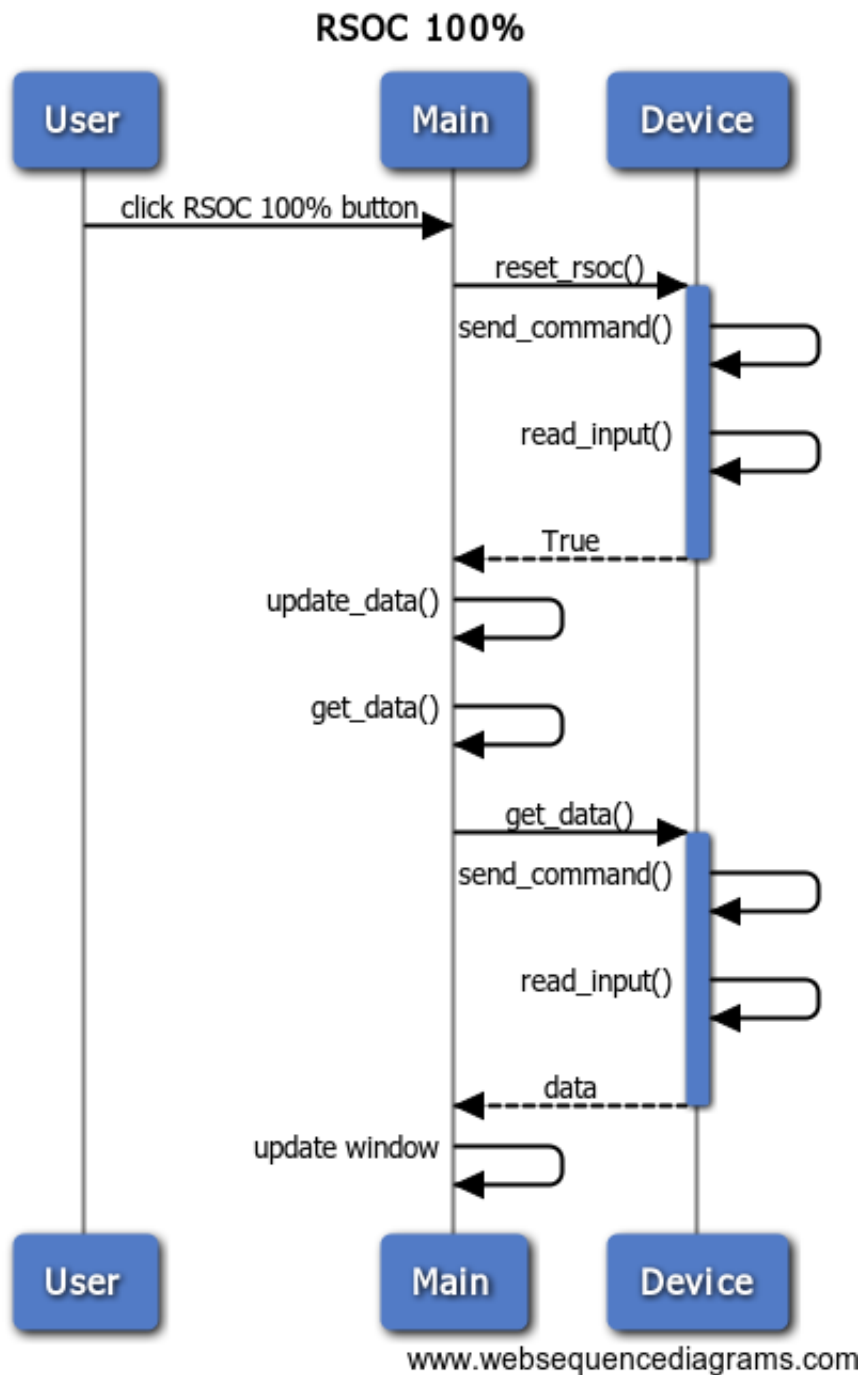 RSOC 100%
User
Main
Device
click RSOC 100% button
reset_rsoc()
send_command()
read_input()
True
update_data()
get_data()
get_data()
send_command()
read_input()
data
update window
User
Main
Device
www.websequencediagrams.com